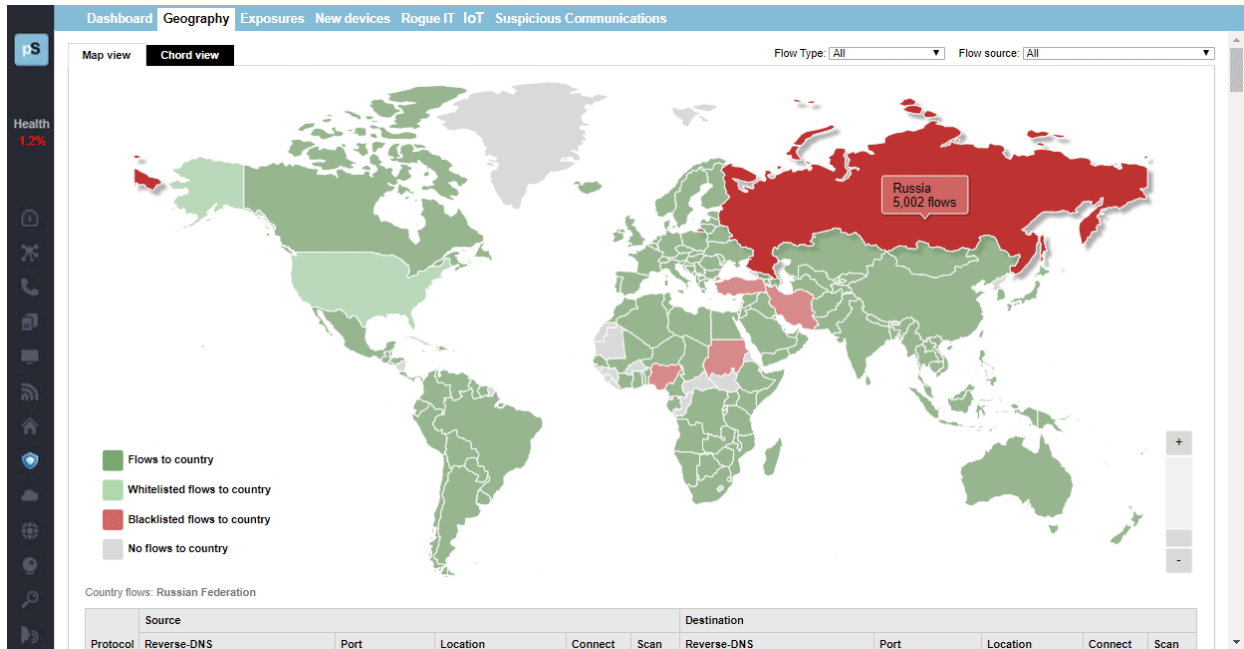 Dashboard Geography Exposures New devices Rogue IT IoT Suspicious Communications
pS
Map view Chord view Flow Type: All Flow source: All
Health
1.2%
Russia
5,002 flows
Flows to country
Whitelisted flows to country
Blacklisted flows to country
No flows to country
+
-
Country flows: Russian Federation
Source Destination
Protocol Reverse-DNS Port Location Connect Scan Reverse-DNS Port Location Connect Scan